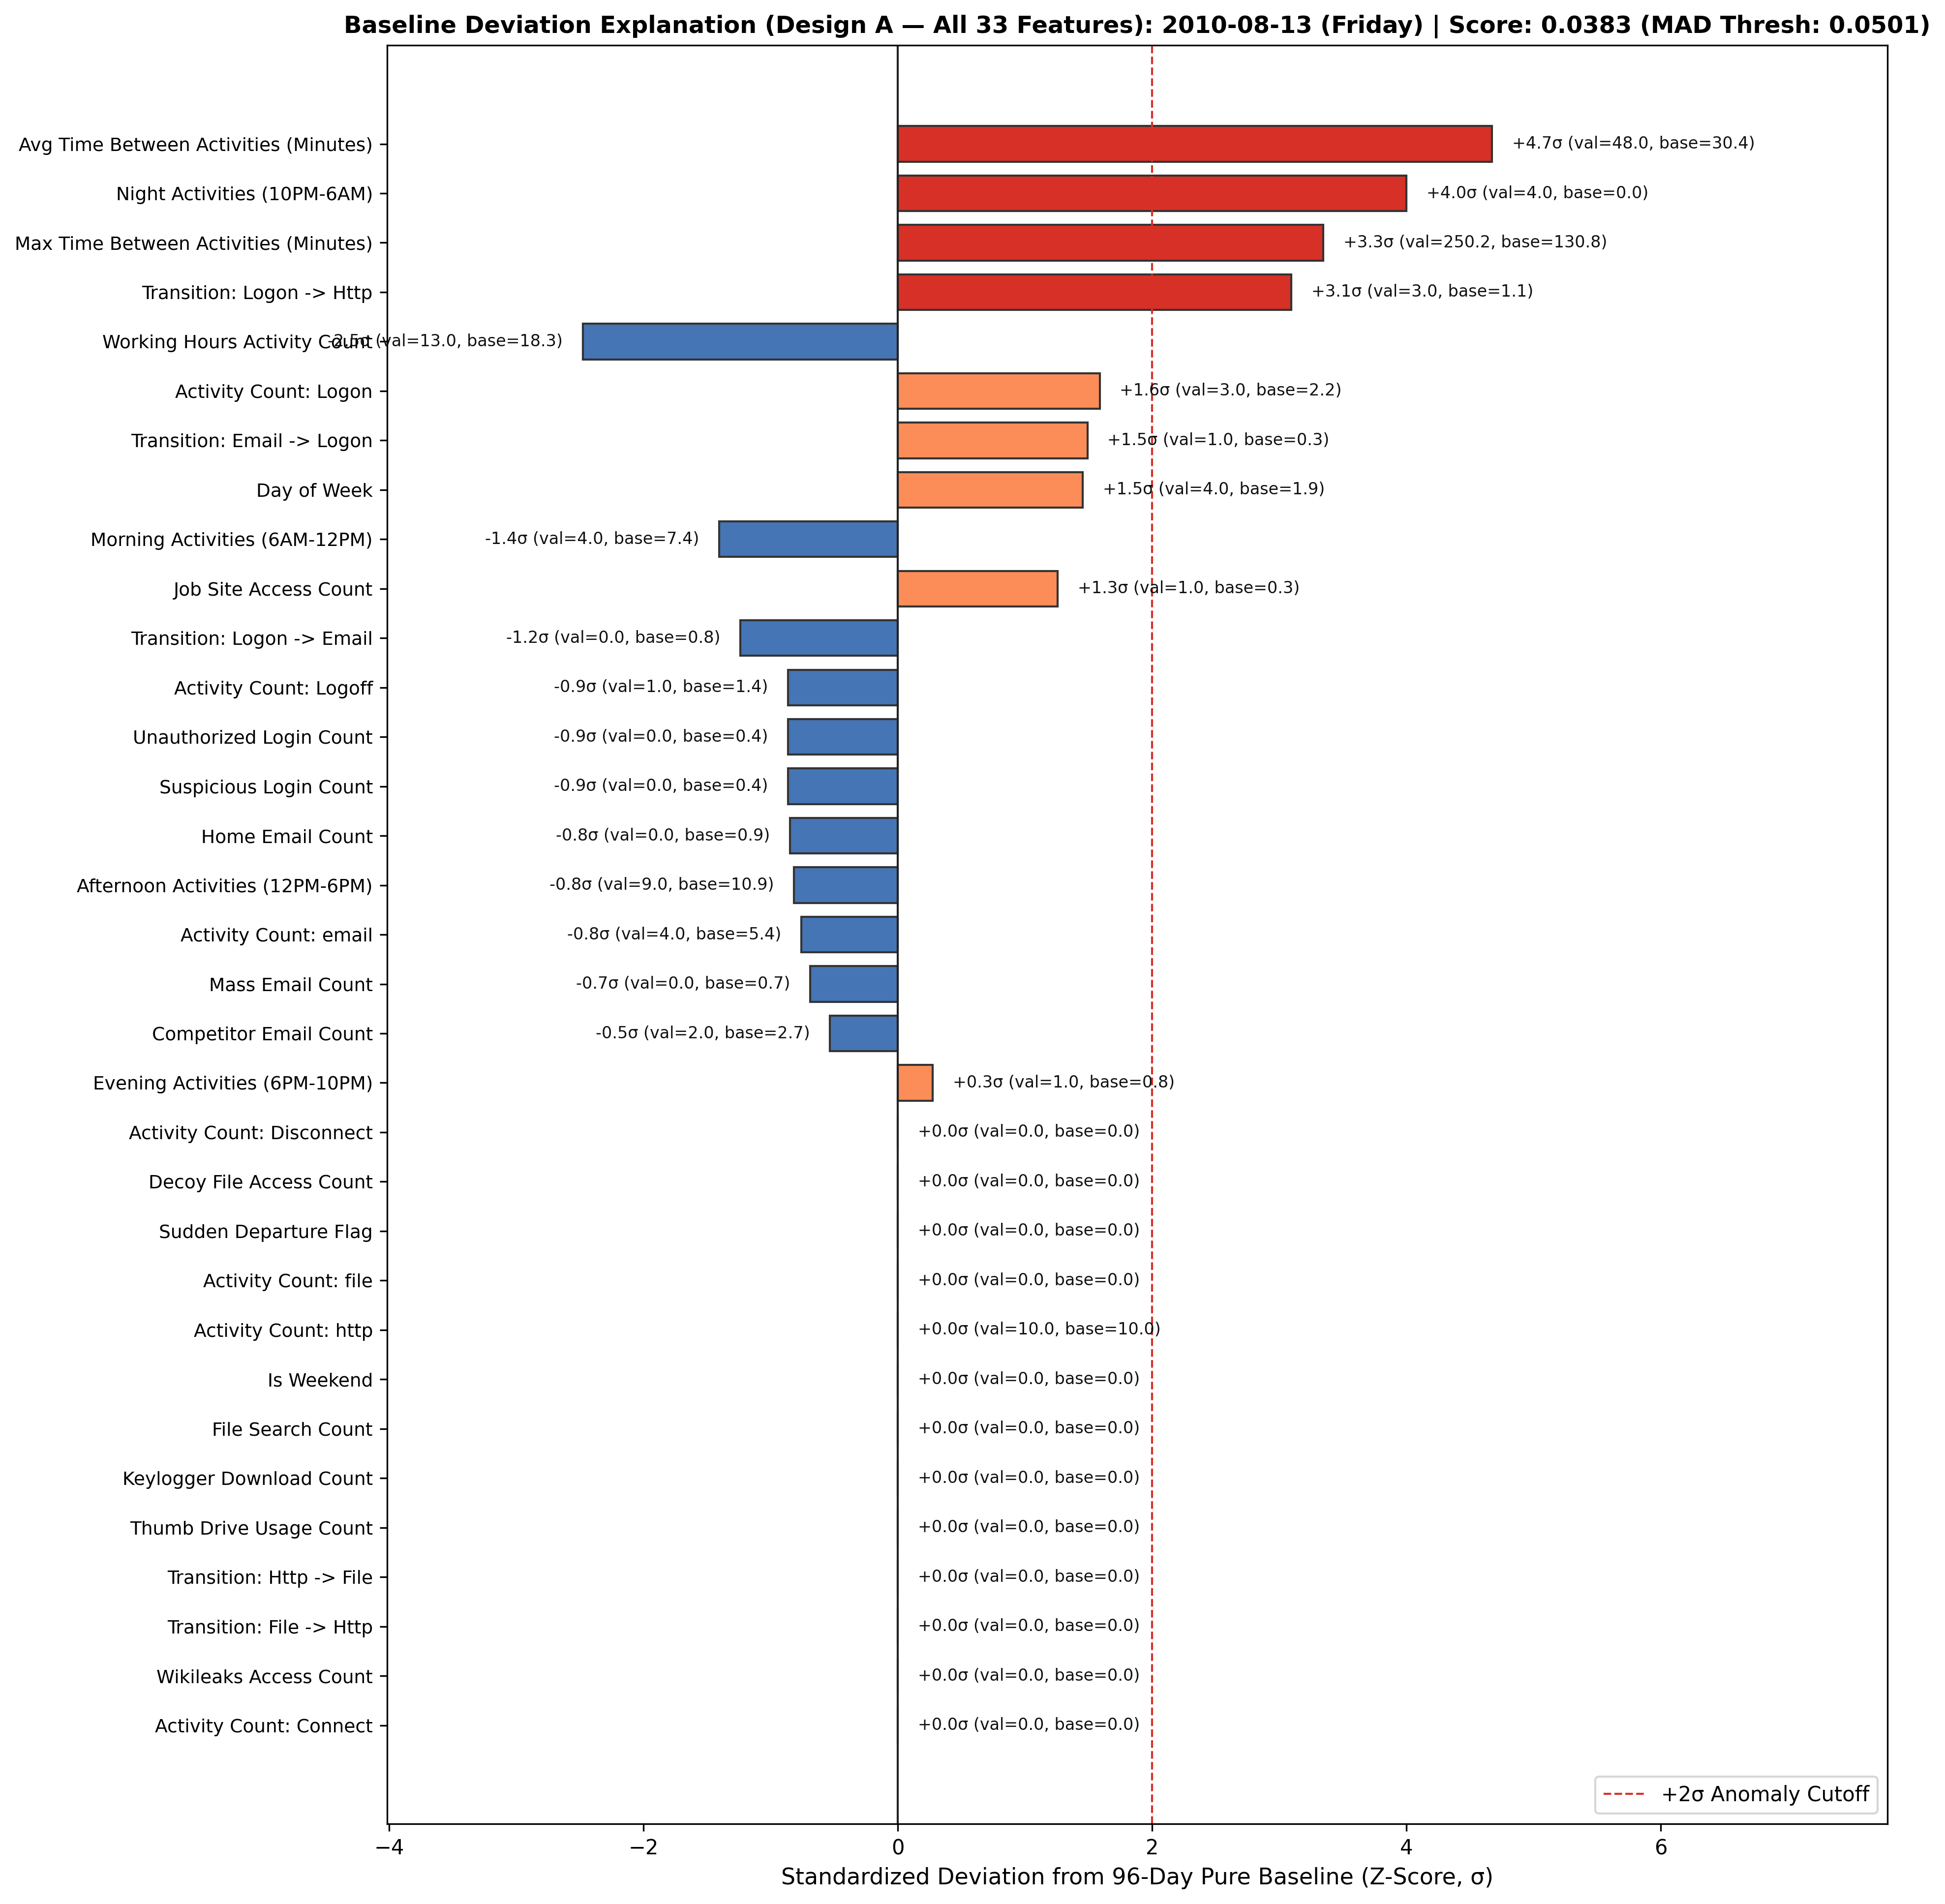 Baseline Deviation Explanation (Design A — All 33 Features): 2010-08-13 (Friday) | Score: 0.0383 (MAD Thresh: 0.0501)
Avg Time Between Activities (Minutes) +4.7σ (val=48.0, base=30.4)
Night Activities (10PM-6AM) +4.0σ (val=4.0, base=0.0)
Max Time Between Activities (Minutes) +3.3σ (val=250.2, base=130.8)
Transition: Logon -> Http +3.1σ (val=3.0, base=1.1)
Working Hours Activity Count -2.5σ (val=13.0, base=18.3)
Activity Count: Logon +1.6σ (val=3.0, base=2.2)
Transition: Email -> Logon +1.5σ (val=1.0, base=0.3)
Day of Week +1.5σ (val=4.0, base=1.9)
Morning Activities (6AM-12PM) -1.4σ (val=4.0, base=7.4)
Job Site Access Count +1.3σ (val=1.0, base=0.3)
Transition: Logon -> Email -1.2σ (val=0.0, base=0.8)
Activity Count: Logoff -0.9σ (val=1.0, base=1.4)
Unauthorized Login Count -0.9σ (val=0.0, base=0.4)
Suspicious Login Count -0.9σ (val=0.0, base=0.4)
Home Email Count -0.8σ (val=0.0, base=0.9)
Afternoon Activities (12PM-6PM) -0.8σ (val=9.0, base=10.9)
Activity Count: email -0.8σ (val=4.0, base=5.4)
Mass Email Count -0.7σ (val=0.0, base=0.7)
Competitor Email Count -0.5σ (val=2.0, base=2.7)
Evening Activities (6PM-10PM) +0.3σ (val=1.0, base=0.8)
Activity Count: Disconnect +0.0σ (val=0.0, base=0.0)
Decoy File Access Count +0.0σ (val=0.0, base=0.0)
Sudden Departure Flag +0.0σ (val=0.0, base=0.0)
Activity Count: file +0.0σ (val=0.0, base=0.0)
Activity Count: http +0.0σ (val=10.0, base=10.0)
Is Weekend +0.0σ (val=0.0, base=0.0)
File Search Count +0.0σ (val=0.0, base=0.0)
Keylogger Download Count +0.0σ (val=0.0, base=0.0)
Thumb Drive Usage Count +0.0σ (val=0.0, base=0.0)
Transition: Http -> File +0.0σ (val=0.0, base=0.0)
Transition: File -> Http +0.0σ (val=0.0, base=0.0)
Wikileaks Access Count +0.0σ (val=0.0, base=0.0)
Activity Count: Connect +0.0σ (val=0.0, base=0.0)
+2σ Anomaly Cutoff
−4 −2 0 2 4 6
Standardized Deviation from 96-Day Pure Baseline (Z-Score, σ)